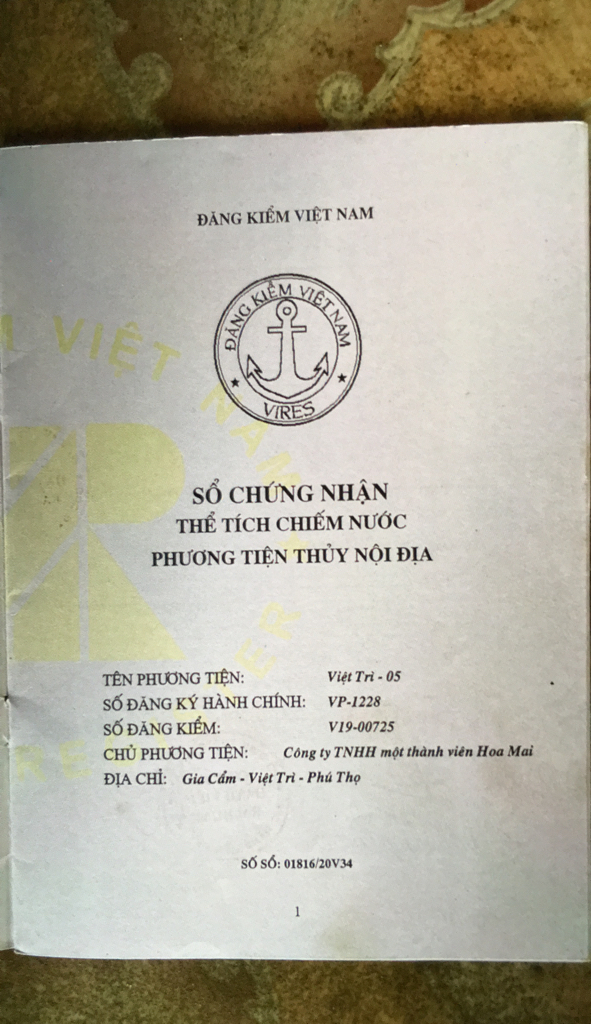 ĐĂNG KIỂM VIỆT NAM
ĐĂNG KIỂM VIỆT NAM
VIRES
VIỆT NAM
REGISTER
SỔ CHỨNG NHẬN
THỂ TÍCH CHIẾM NƯỚC
PHƯƠNG TIỆN THỦY NỘI ĐỊA
TÊN PHƯƠNG TIỆN: Việt Trì - 05
SỐ ĐĂNG KÝ HÀNH CHÍNH: VP-1228
SỐ ĐĂNG KIỂM: V19-00725
CHỦ PHƯƠNG TIỆN: Công ty TNHH một thành viên Hoa Mai
ĐỊA CHỈ: Gia Cẩm - Việt Trì - Phú Thọ
SỐ SỔ: 01816/20V34
1